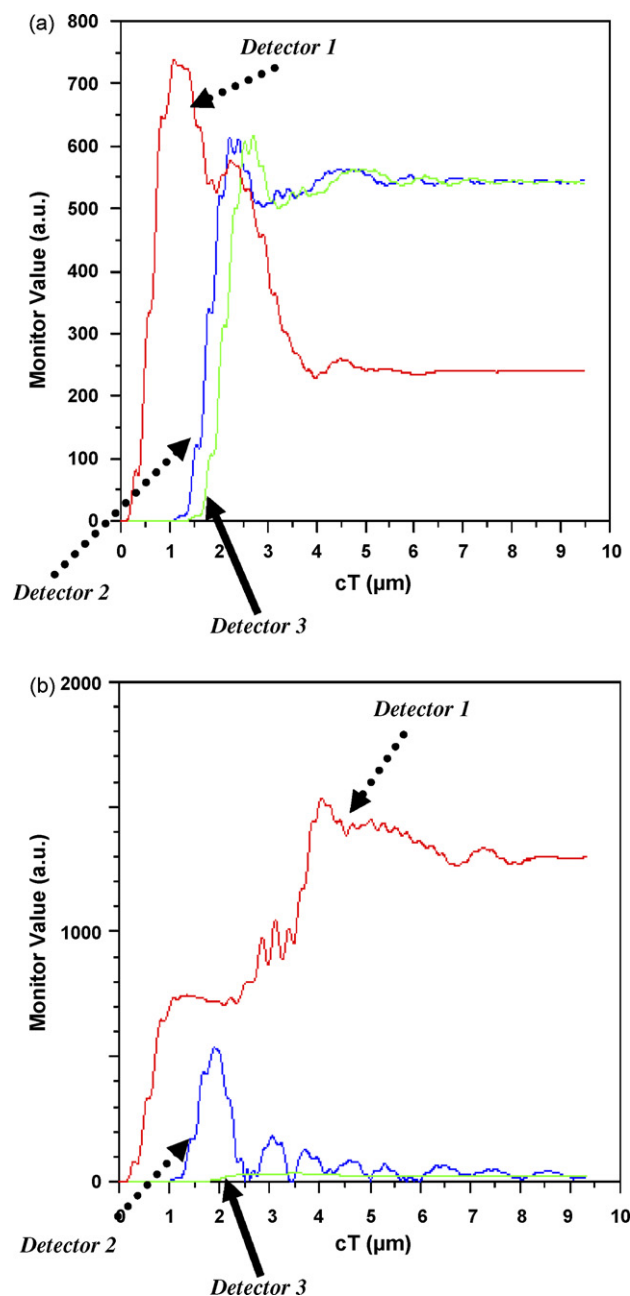 (a)
Detector 1
800
700
600
500
400
300
200
100
0
Monitor Value (a.u.)
0 1 2 3 4 5 6 7 8 9 10
cT (µm)
Detector 2
Detector 3
(b)
Detector 1
2000
1000
0
Monitor Value (a.u.)
0 1 2 3 4 5 6 7 8 9 10
cT (µm)
Detector 2
Detector 3